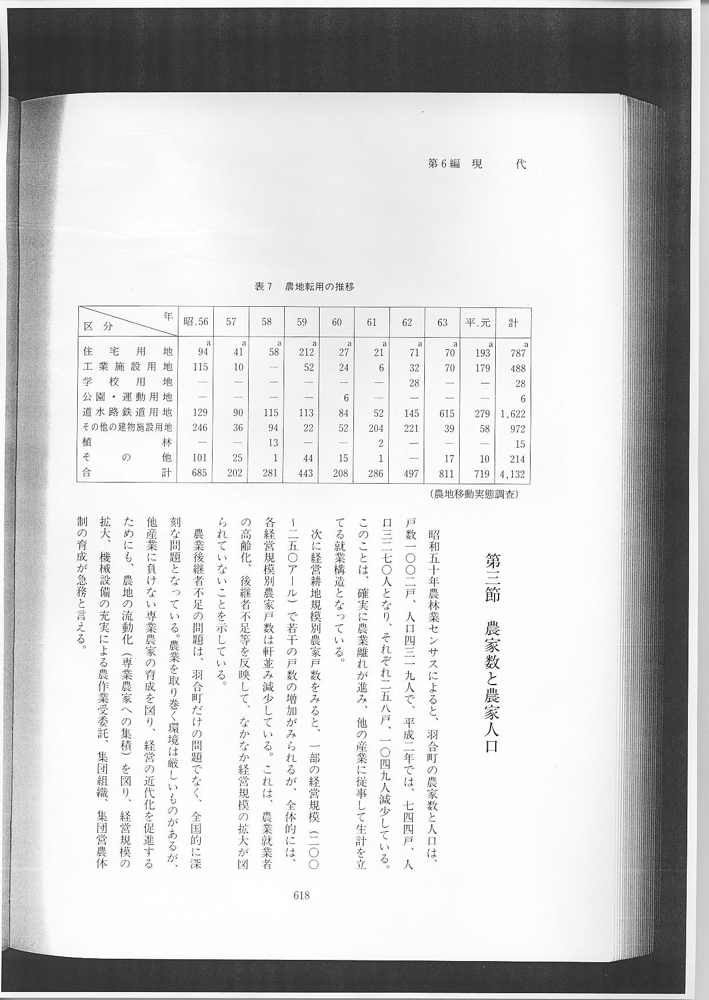 第6編 現 代
表7 農地転用の推移
区分 年 昭.56 57 58 59 60 61 62 63 平.元 計
a a a a a a a a a a
住宅用地 94 41 58 212 27 21 71 70 193 787
工業施設用地 115 10 — 52 24 6 32 70 179 488
学校用地 — — — — — — 28 — — 28
公園・運動用地 — — — — 6 — — — — 6
道水路鉄道用地 129 90 115 113 84 52 145 615 279 1,622
その他の建物施設用地 246 36 94 22 52 204 221 39 58 972
植林 — — 13 — — 2 — — — 15
その他 101 25 1 44 15 1 — 17 10 214
合計 685 202 281 443 208 286 497 811 719 4,132
（農地移動実態調査）
第三節 農家数と農家人口
昭和五十年農林業センサスによると、羽合町の農家数と人口は、
戸数一〇〇二戸、人口四三一九人で、平成二年では、七四四戸、人
口三二七〇人となり、それぞれ二五八戸、一〇四九人減少している。
このことは、確実に農業離れが進み、他の産業に従事して生計を立
てる就業構造となっている。
次に経営耕地規模別農家戸数をみると、一部の経営規模（二〇〇
～二五〇アール）で若干の戸数の増加がみられるが、全体的には、
各経営規模別農家戸数は軒並み減少している。これは、農業就業者
の高齢化、後継者不足等を反映して、なかなか経営規模の拡大が図
られていないことを示している。
農業後継者不足の問題は、羽合町だけの問題でなく、全国的に深
刻な問題となっている。農業を取り巻く環境は厳しいものがあるが、
他産業に負けない専業農家の育成を図り、経営の近代化を促進する
ためにも、農地の流動化（専業農家への集積）を図り、経営規模の
拡大、機械設備の充実による農作業受委託、集団組織、集団営農体
制の育成が急務と言える。
618